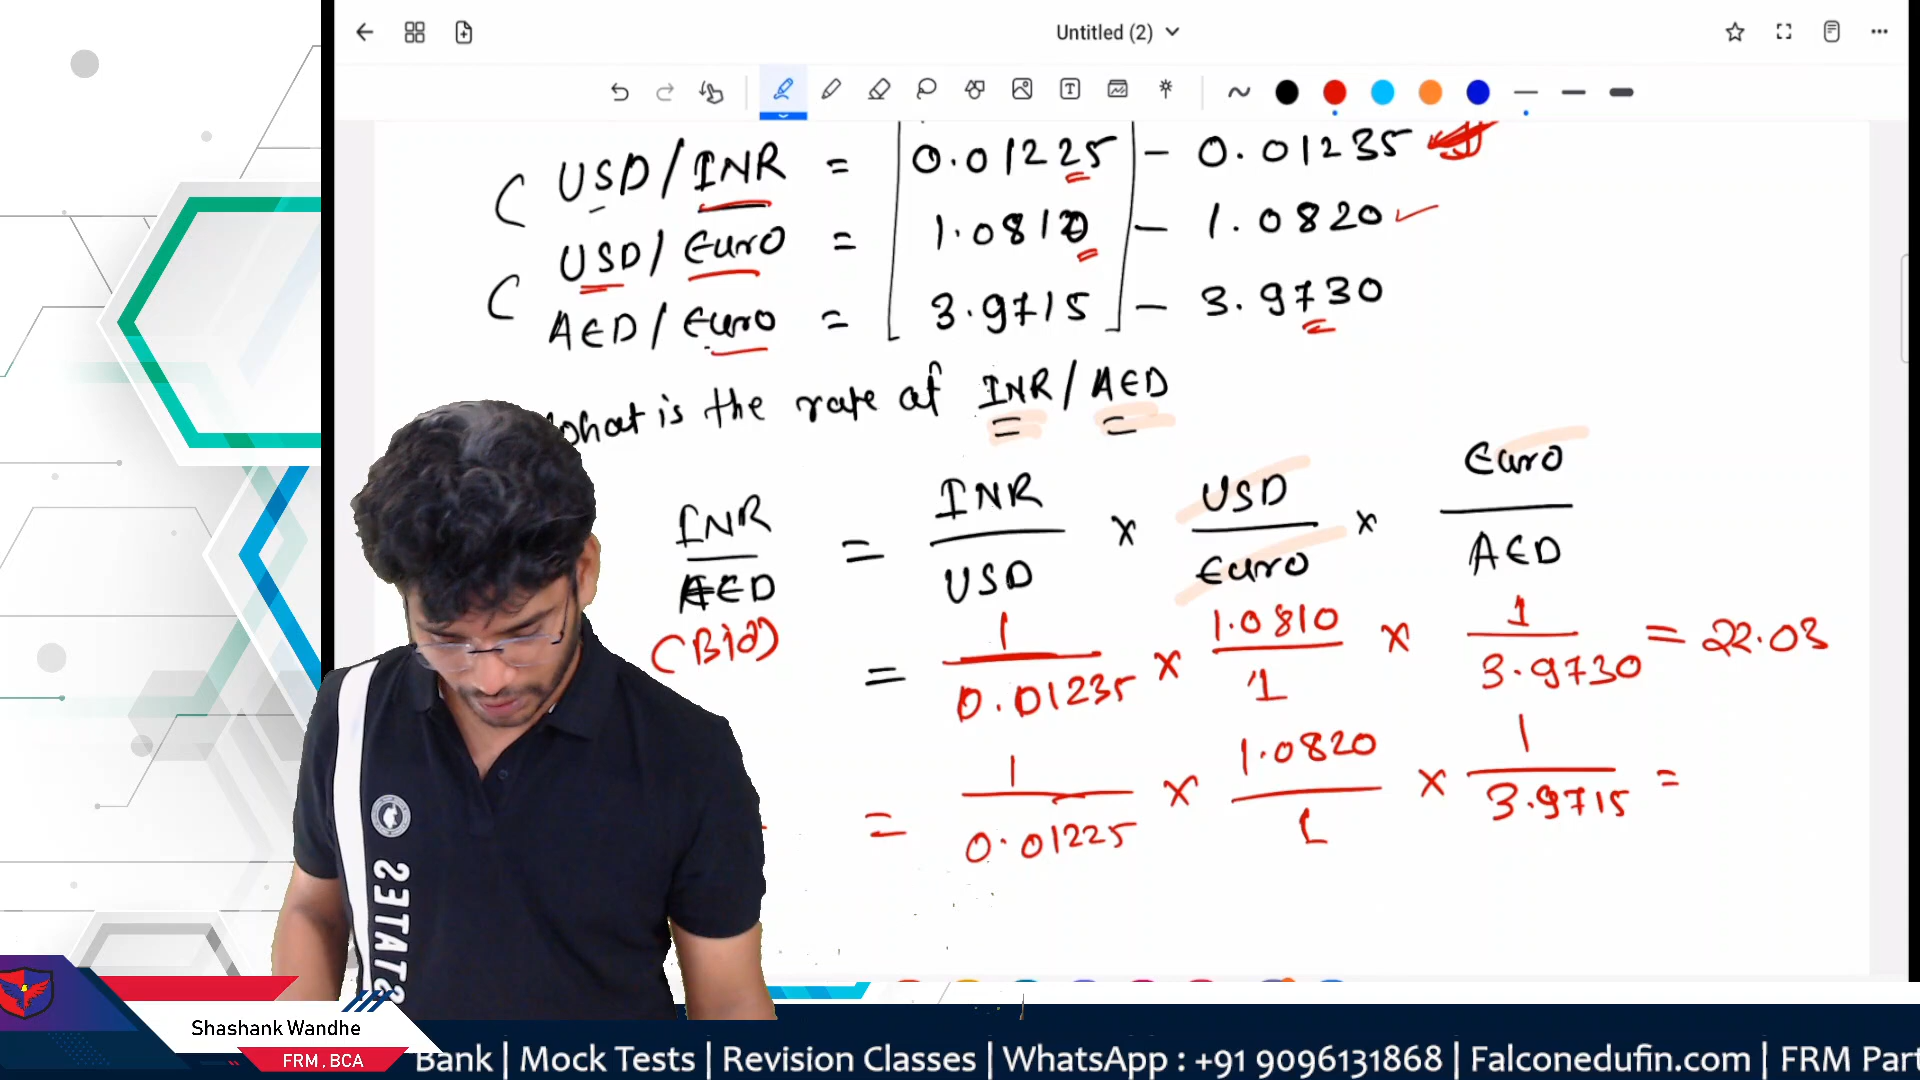 Untitled (2)
USD/INR = 0.01225 - 0.01235
USD/Euro = 1.0810 - 1.0820
AED/Euro = 3.9715 - 3.9730
What is the rate of INR/AED
INR/AED = INR/USD × USD/Euro × Euro/AED
(Bid) = 1/0.01235 × 1.0810/1 × 1/3.9730 = 22.03
= 1/0.01225 × 1.0820/1 × 1/3.9715 =
STATES
Shashank Wandhe
FRM, BCA
Bank | Mock Tests | Revision Classes | WhatsApp : +91 9096131868 | Falconedufin.com | FRM Part